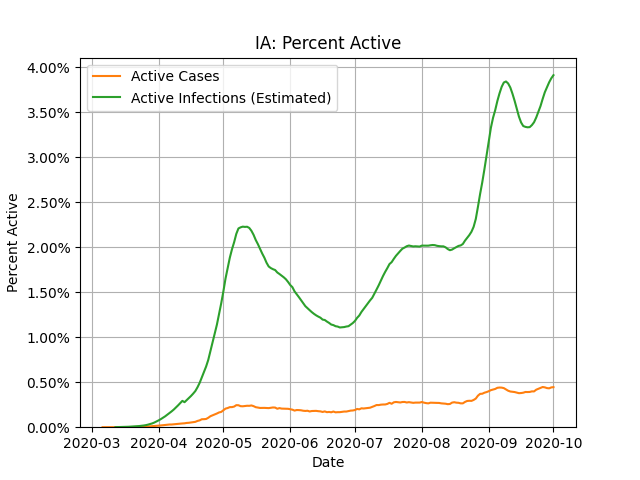 IA: Percent Active
Active Cases
Active Infections (Estimated)
Percent Active
4.00%
3.50%
3.00%
2.50%
2.00%
1.50%
1.00%
0.50%
0.00%
2020-03 2020-04 2020-05 2020-06 2020-07 2020-08 2020-09 2020-10
Date